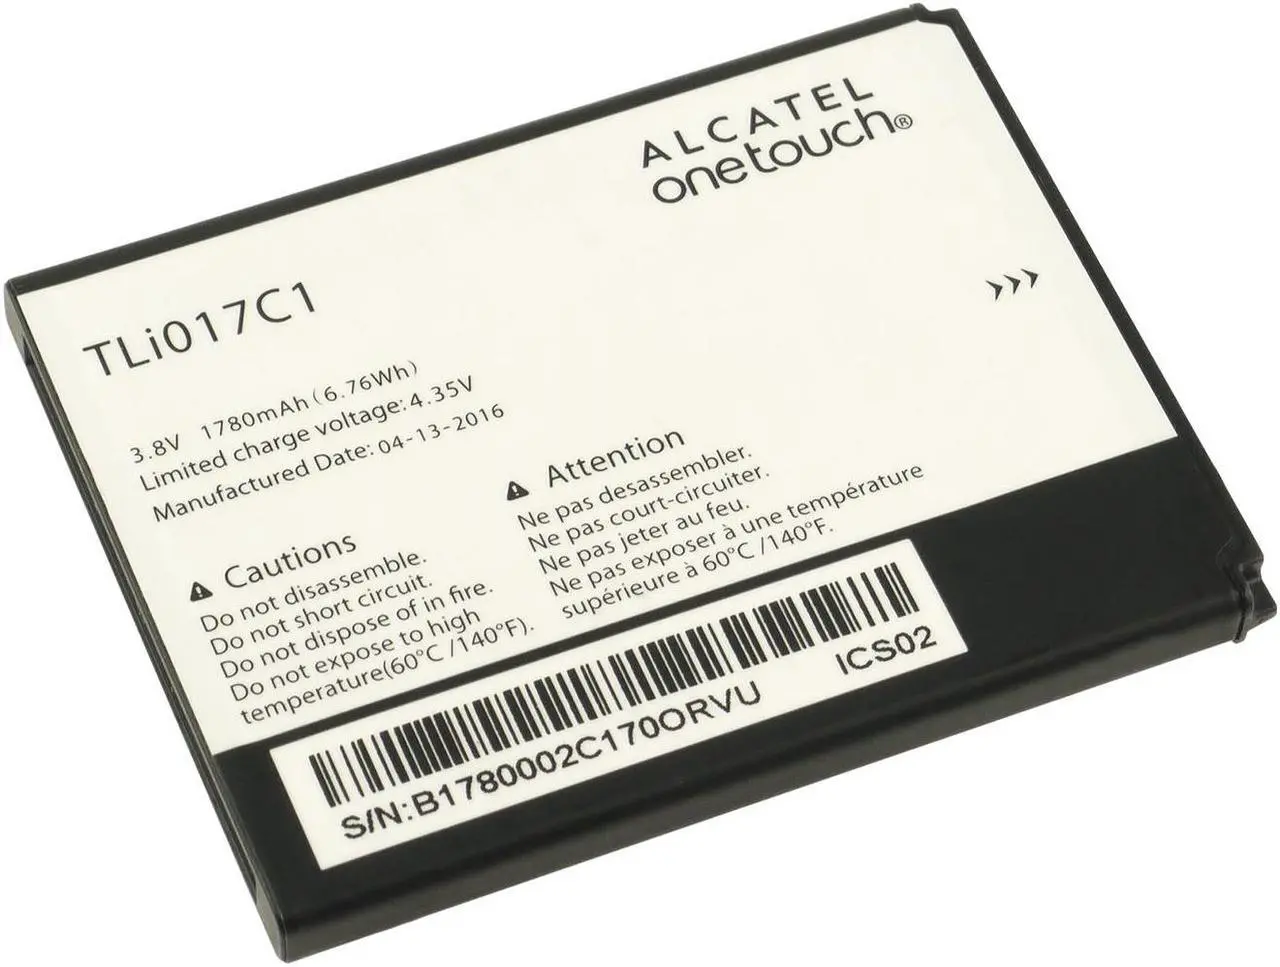 ALCATEL
onetouch®
TLi017C1
3.8V 1780mAh (6.76Wh)
Limited charge voltage: 4.35V
Manufactured Date: 04-13-2016
Cautions
Do not disassemble.
Do not short circuit.
Do not dispose of in fire.
Do not expose to high
temperature(60°C /140°F).
Attention
Ne pas desassembler.
Ne pas court-circuiter.
Ne pas jeter au feu.
Ne pas exposer à une température
supérieure à 60°C /140°F.
S/N:B1780002C170ORVU
ICS02